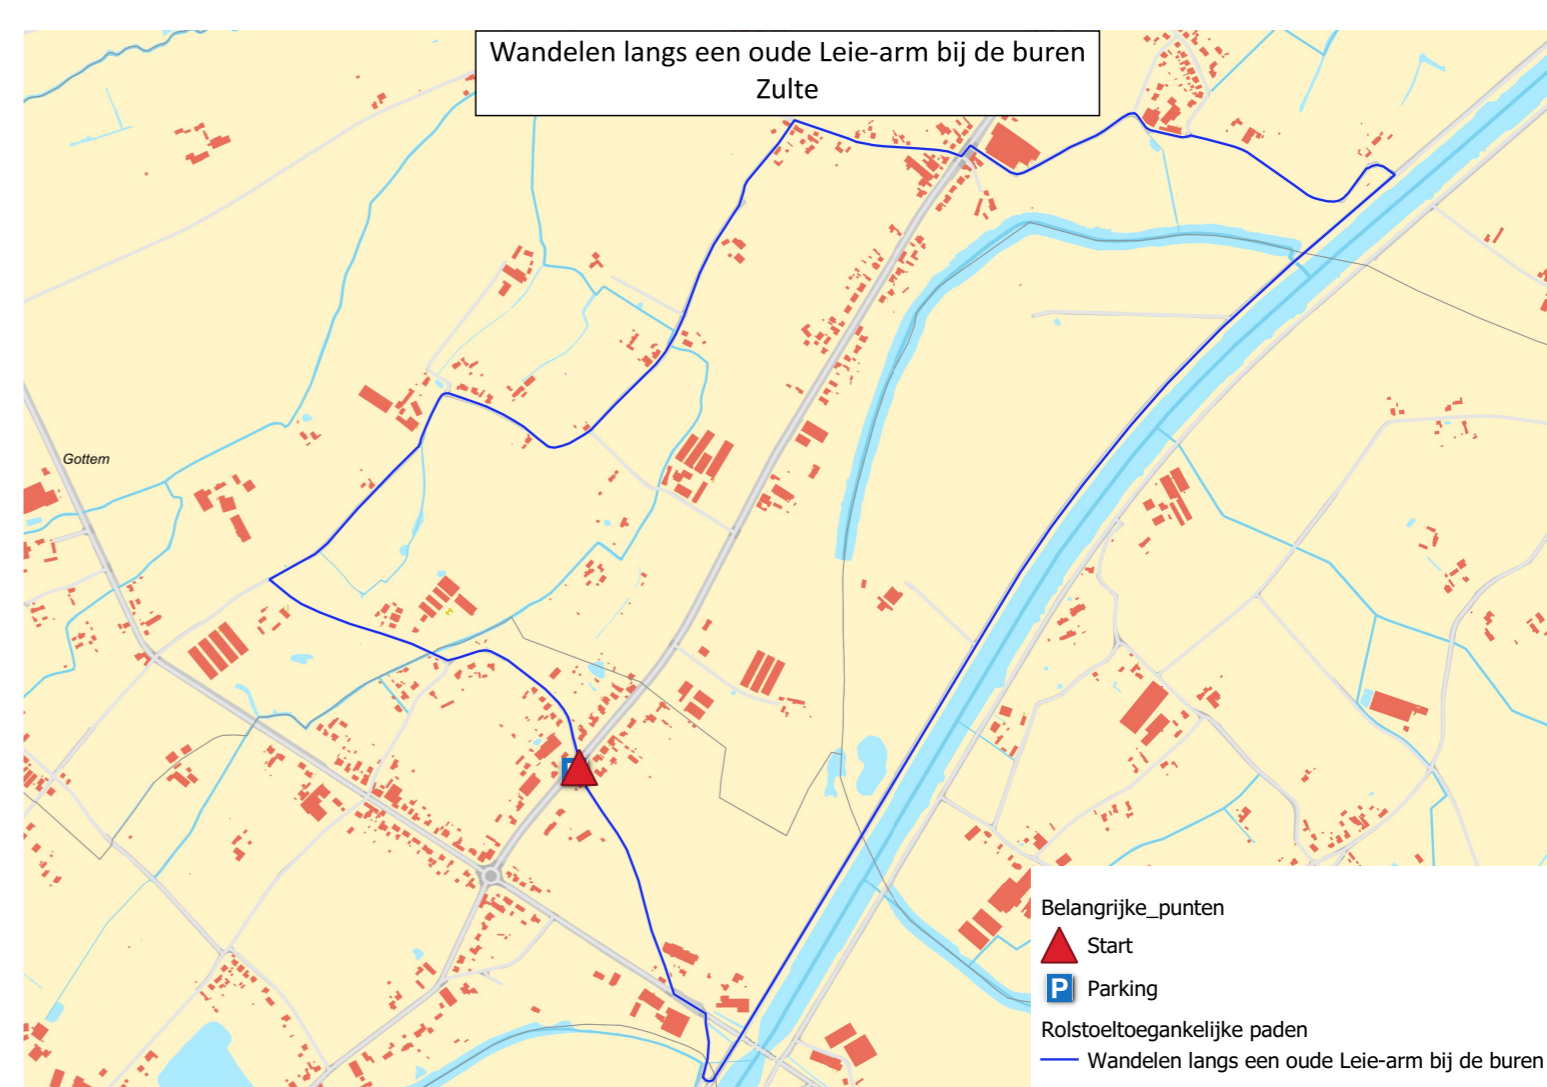 Wandelen langs een oude Leie-arm bij de buren
Zulte
Gottem
Belangrijke_punten
Start
P Parking
Rolstoeltoegankelijke paden
Wandelen langs een oude Leie-arm bij de buren